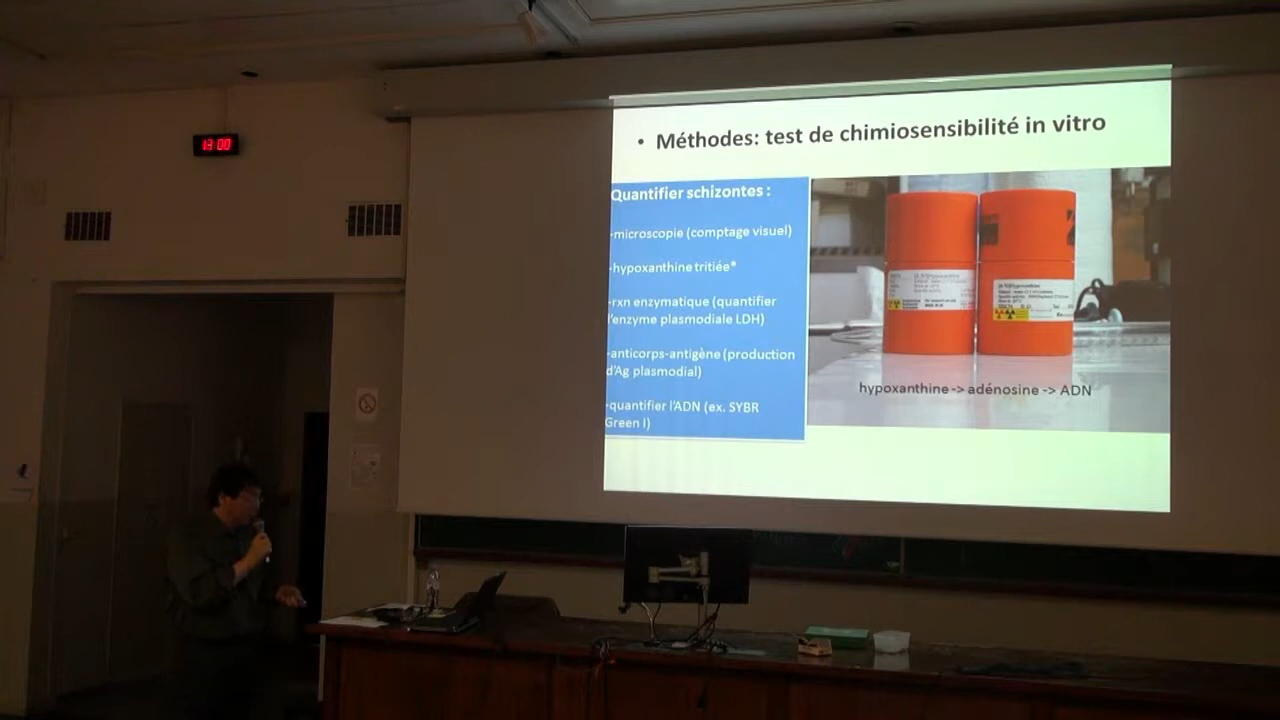 13 00
• Méthodes: test de chimiosensibilité in vitro
Quantifier schizontes :
-microscopie (comptage visuel)
-hypoxanthine tritiée*
-rxn enzymatique (quantifier
l'enzyme plasmodiale LDH)
-anticorps-antigène (production
d'Ag plasmodial)
-quantifier l'ADN (ex. SYBR
Green I)
hypoxanthine -> adénosine -> ADN